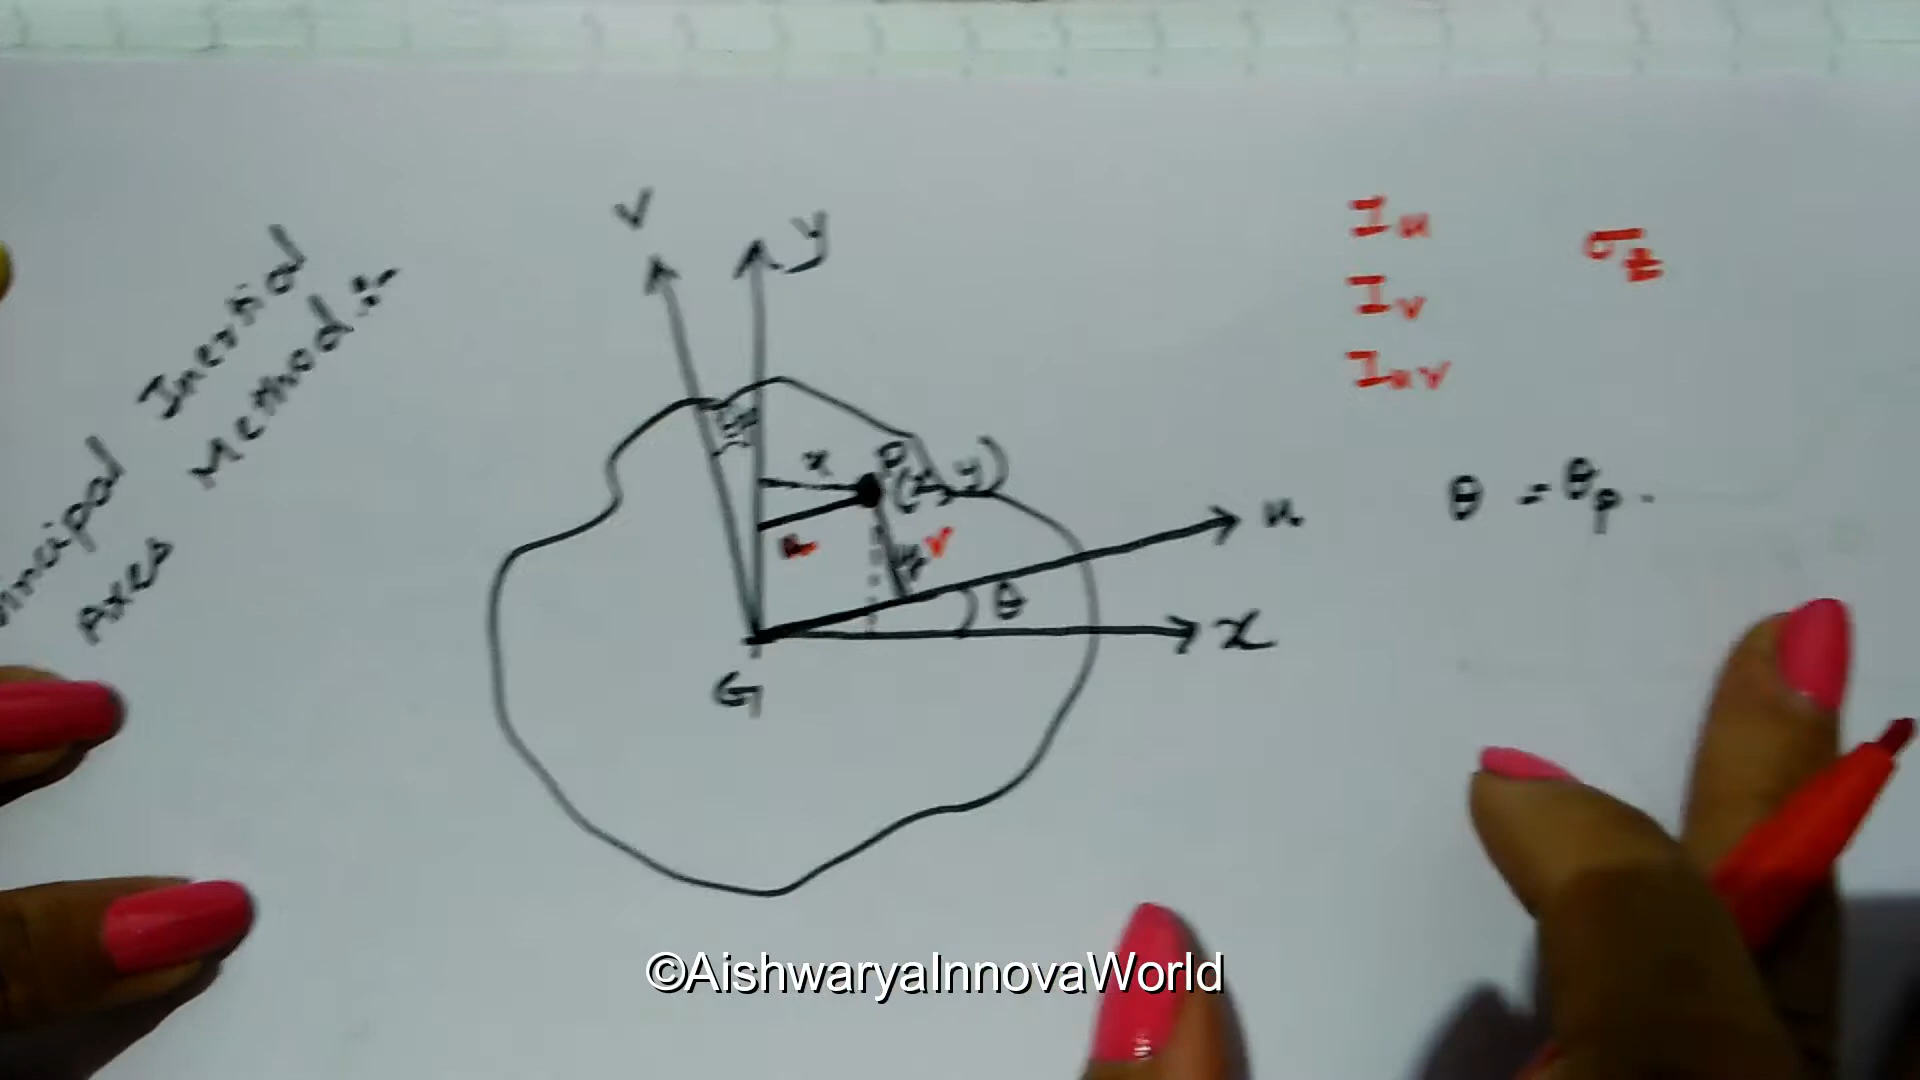 Principal Inertial
Axes Method :-
v
y
x
P
(x, y)
u
y
v
θ
u
x
G
Iu
Iv
Iuv
σz
θ = θp.
©AishwaryaInnovaWorld